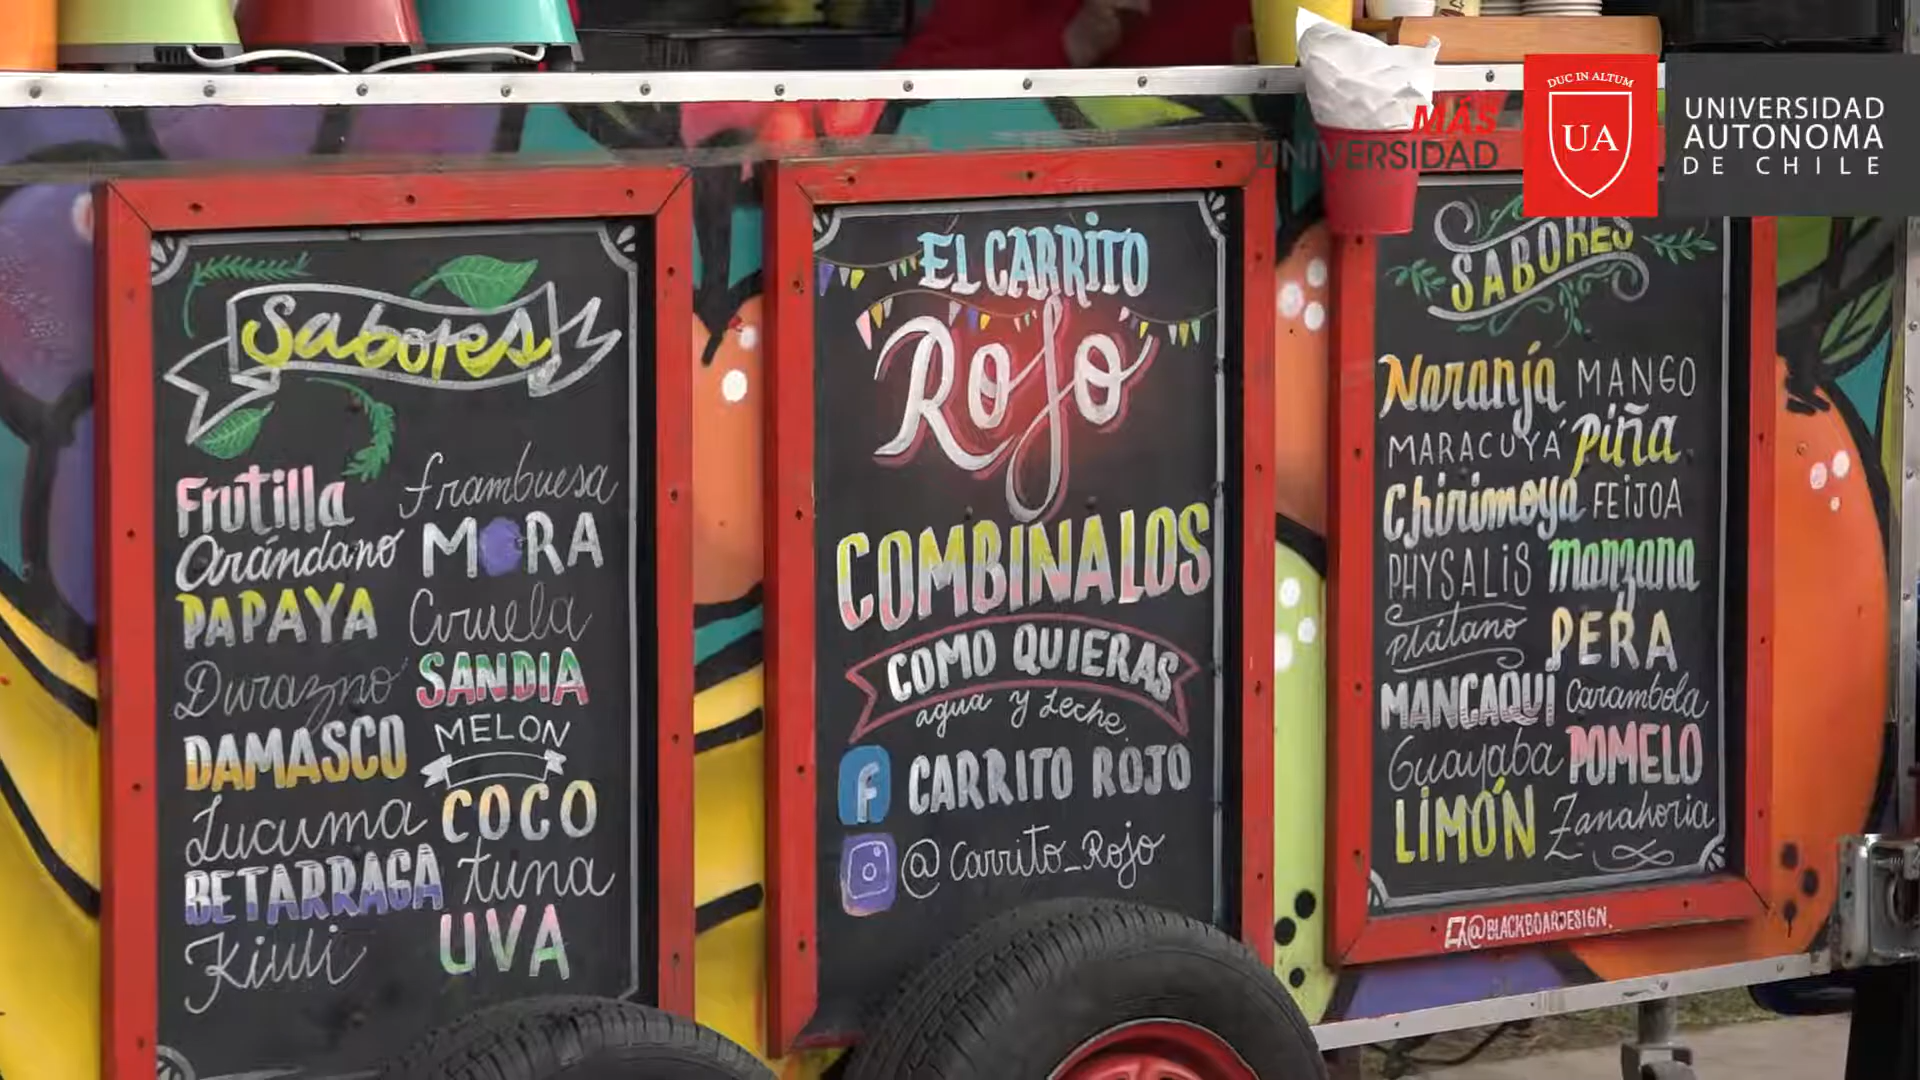 Sabores
Frutilla frambuesa
Arándano MORA
PAPAYA Ciruela
Durazno SANDIA
DAMASCO MELON
Lucuma COCO
BETARRAGA tuna
Kiwi UVA
EL CARRITO
Rojo
COMBINALOS
COMO QUIERAS
agua y Leche
f CARRITO ROJO
@Carrito_Rojo
SABORES
Naranja MANGO
MARACUYÁ Piña
Chirimoya FEIJOA
PHYSALIS manzana
Plátano PERA
MANCAQUI Carambola
Guayaba POMELO
LIMÓN Zanahoria
@BLACKBOARDESIGN.
MÁS
UNIVERSIDAD
DUC IN ALTUM
UA
UNIVERSIDAD
AUTONOMA
DE CHILE